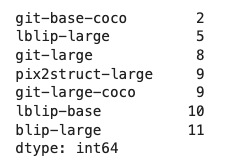 git-base-coco 2
lblip-large 5
git-large 8
pix2struct-large 9
git-large-coco 9
lblip-base 10
blip-large 11
dtype: int64